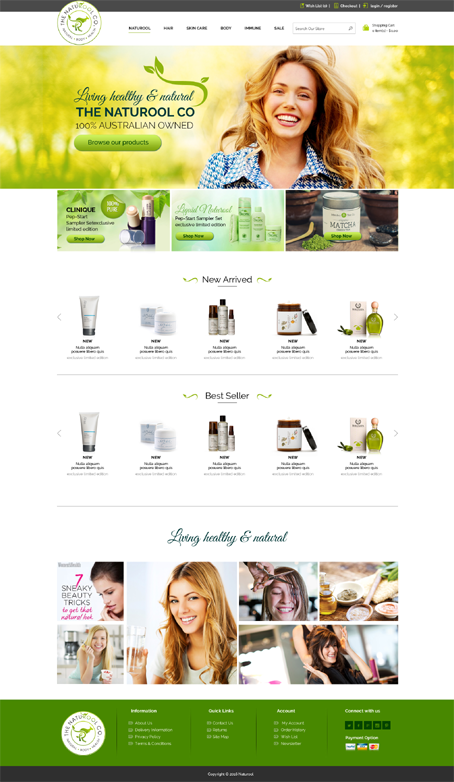 Wish List (0)
Checkout
login / register
THE NATUROOL CO.
NATUROOL
HAIR
SKIN CARE
BODY
IMMUNE
SALE
Search Our Store
Shopping Cart
Living healthy & natural
THE NATUROOL CO
100% AUSTRALIAN OWNED
Browse our products
CLINIQUE
Pep-Start
Sampler Setexclusive
limited edition
Shop Now
100%
PURE
Liquid Naturool
Pep-Start Sampler Set
exclusive limited edition
Shop Now
MATCHA
Shop Now
New Arrived
NEW
Nulla aliquam
posuere libero quis
exclusive limited edition
NEW
Nulla aliquam
posuere libero quis
exclusive limited edition
NEW
Nulla aliquam
posuere libero quis
exclusive limited edition
NEW
Nulla aliquam
posuere libero quis
exclusive limited edition
NEW
Nulla aliquam
posuere libero quis
exclusive limited edition
Best Seller
NEW
Nulla aliquam
posuere libero quis
exclusive limited edition
NEW
Nulla aliquam
posuere libero quis
exclusive limited edition
NEW
Nulla aliquam
posuere libero quis
exclusive limited edition
NEW
Nulla aliquam
posuere libero quis
exclusive limited edition
NEW
Nulla aliquam
posuere libero quis
exclusive limited edition
Living healthy & natural
7
SNEAKY
BEAUTY
TRICKS
to get that
natural look.
THE NATUROOL CO.
Information
About Us
Delivery Information
Privacy Policy
Terms & Conditions
Quick Links
Contact Us
Returns
Site Map
Account
My Account
Order History
Wish List
Newsletter
Connect with us
Payment Option
Copyright © 2016 Naturool